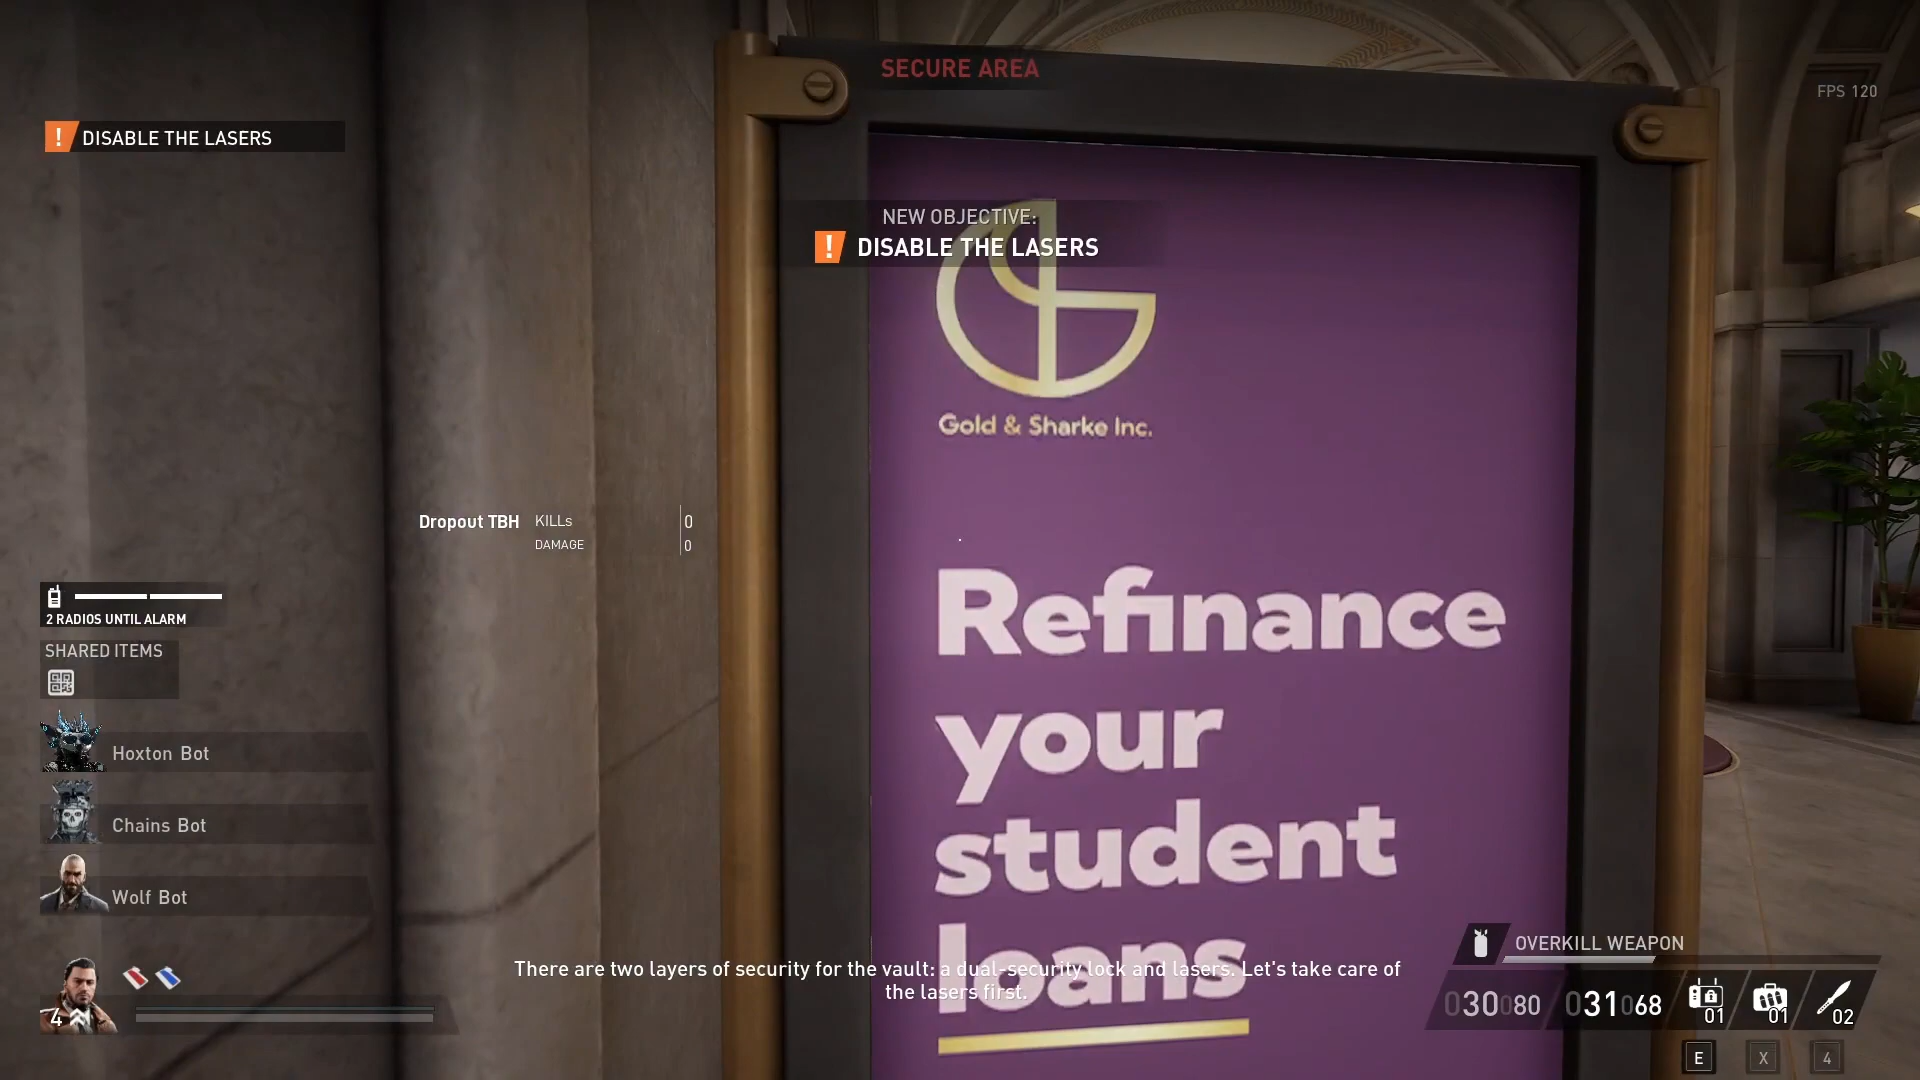 SECURE AREA
FPS 120
! DISABLE THE LASERS
NEW OBJECTIVE:
! DISABLE THE LASERS
Gold & Sharke Inc.
Dropout TBH KILLs 0
DAMAGE 0
Refinance
your
student
loans
2 RADIOS UNTIL ALARM
SHARED ITEMS
Hoxton Bot
Chains Bot
Wolf Bot
4
There are two layers of security for the vault: a dual-security lock and lasers. Let's take care of
the lasers first.
OVERKILL WEAPON
030080 031068 01 01 02
E X 4